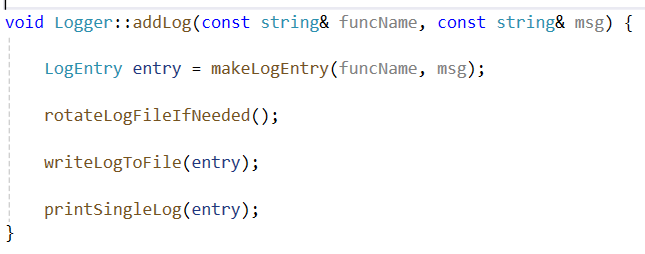 void Logger::addLog(const string& funcName, const string& msg) {
LogEntry entry = makeLogEntry(funcName, msg);
rotateLogFileIfNeeded();
writeLogToFile(entry);
printSingleLog(entry);
}